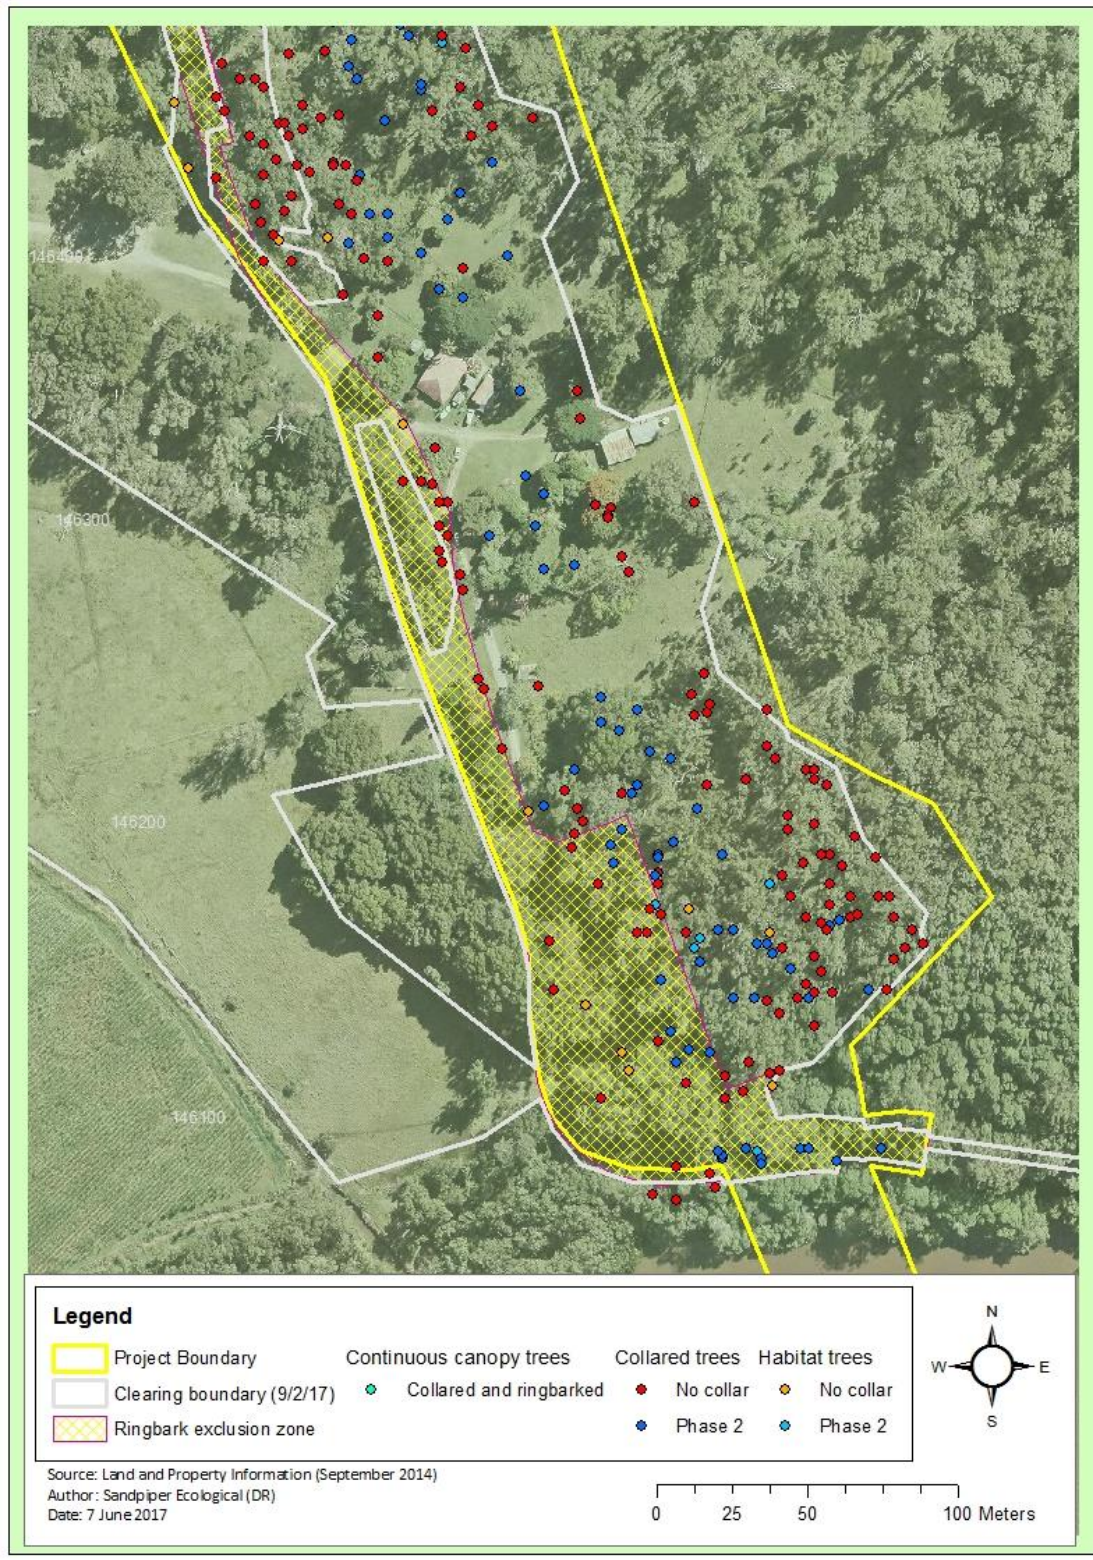 146400
146300
146200
146100
Legend
Project Boundary
Clearing boundary (9/2/17)
Ringbark exclusion zone
Continuous canopy trees
Collared and ringbarked
Collared trees
No collar
Phase 2
Habitat trees
No collar
Phase 2
N
W E
S
Source: Land and Property Information (September 2014)
Author: Sandpiper Ecological (DR)
Date: 7 June 2017
0 25 50 100 Meters